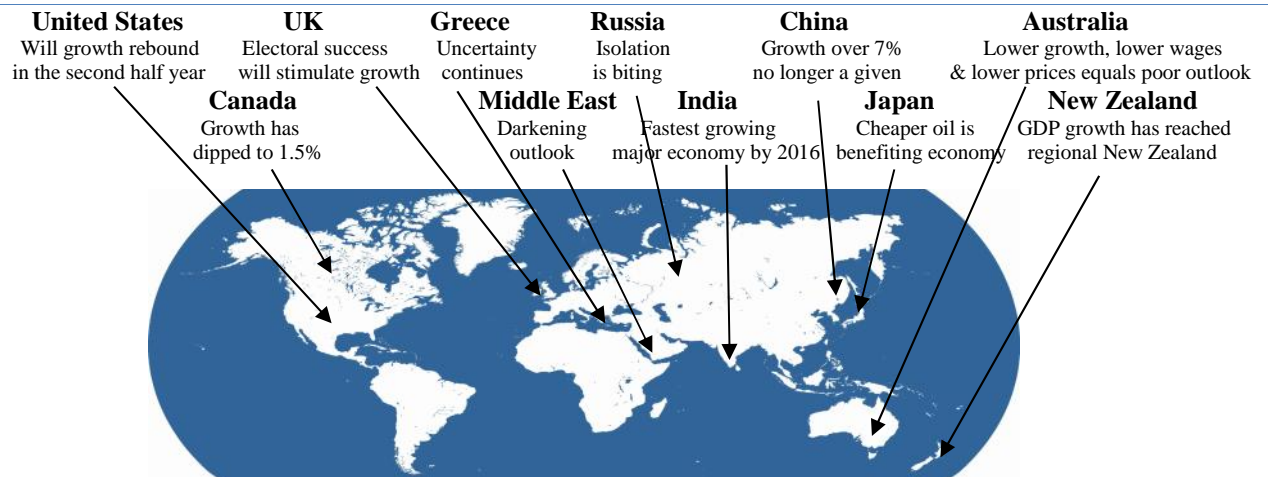 United States
Will growth rebound
in the second half year
UK
Electoral success
will stimulate growth
Greece
Uncertainty
continues
Russia
Isolation
is biting
China
Growth over 7%
no longer a given
Australia
Lower growth, lower wages
& lower prices equals poor outlook
Canada
Growth has
dipped to 1.5%
Middle East
Darkening
outlook
India
Fastest growing
major economy by 2016
Japan
Cheaper oil is
benefiting economy
New Zealand
GDP growth has reached
regional New Zealand